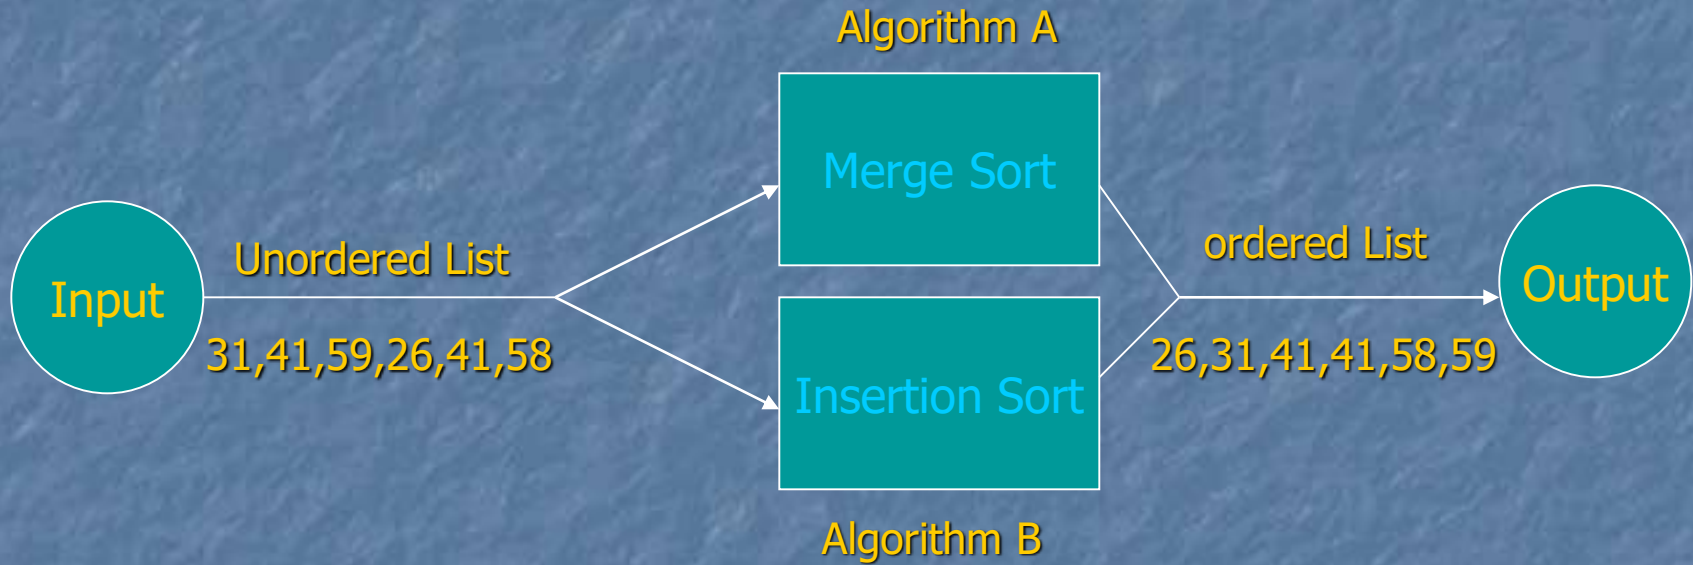 Algorithm A
Merge Sort
Input
Unordered List
31,41,59,26,41,58
Insertion Sort
Algorithm B
ordered List
26,31,41,41,58,59
Output